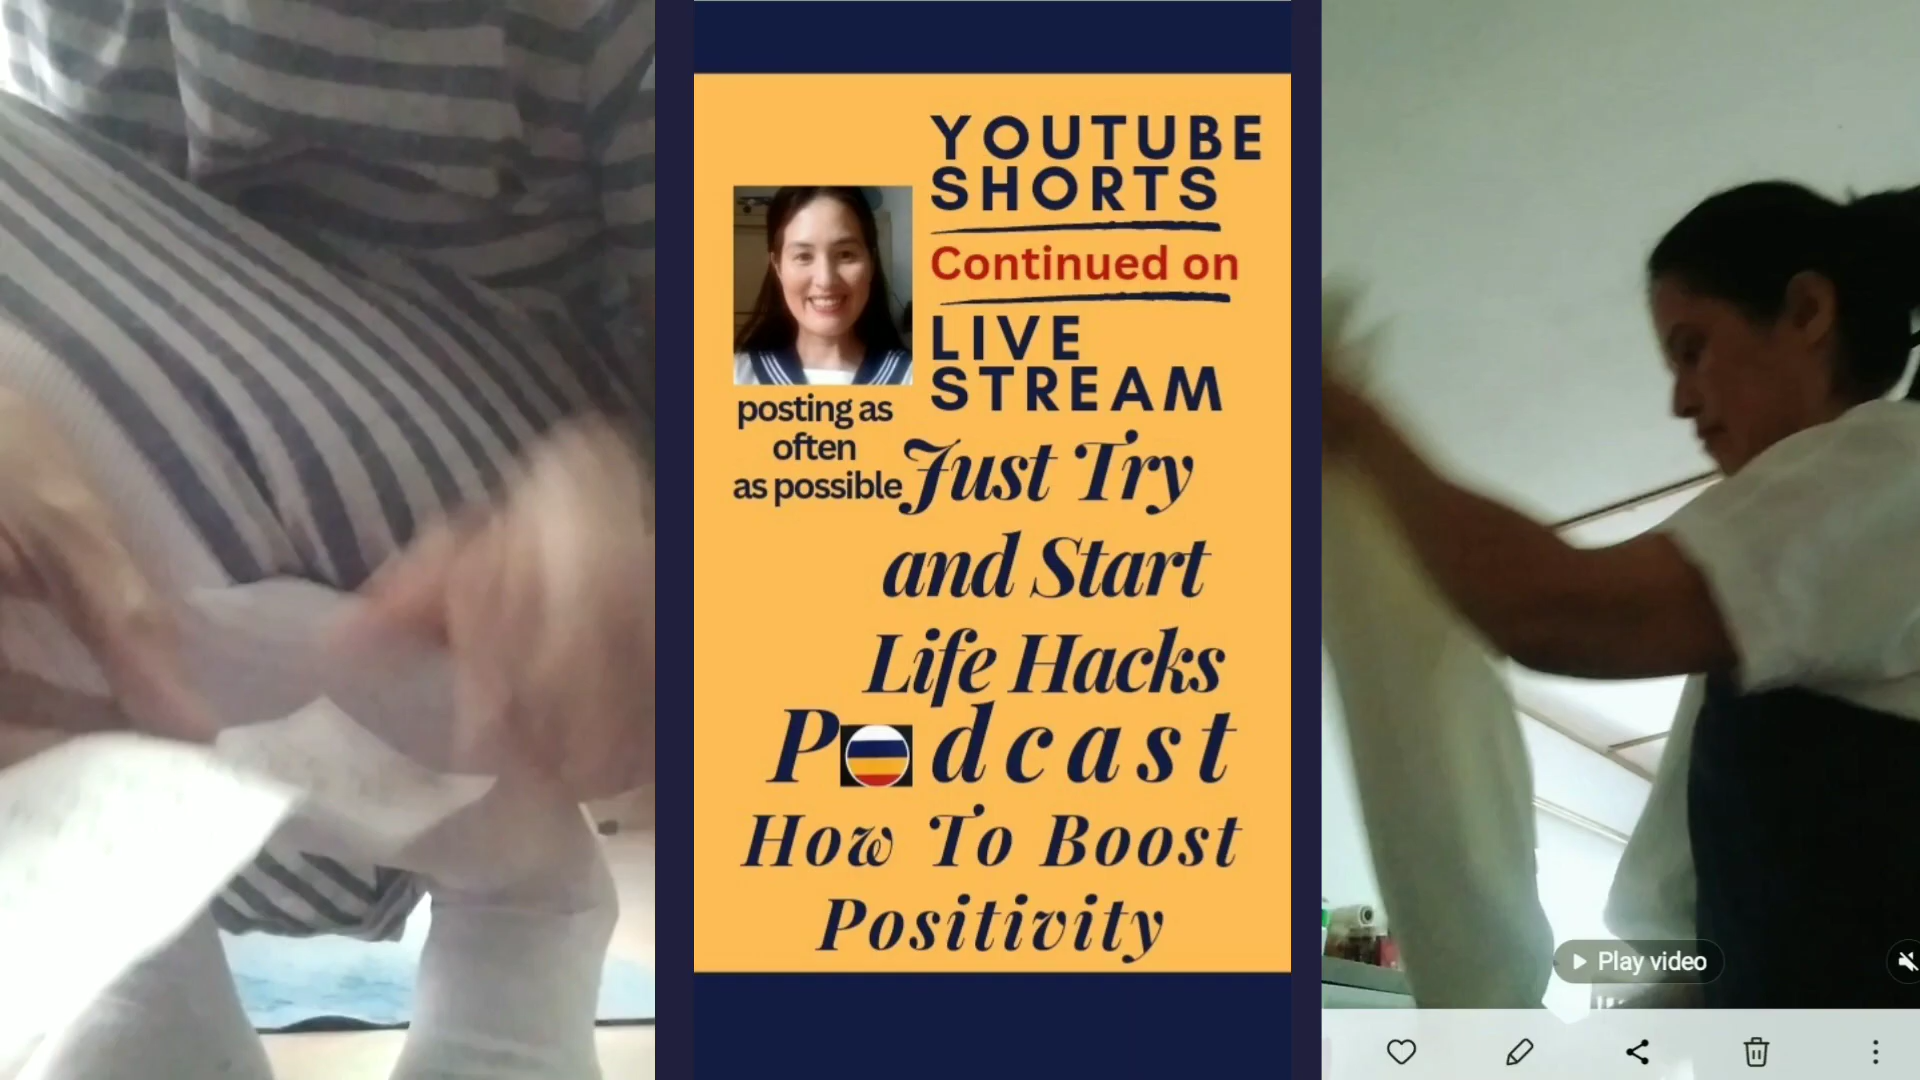 YOUTUBE
SHORTS
Continued on
LIVE
STREAM
posting as
often
as possible
Just Try
and Start
Life Hacks
Podcast
How To Boost
Positivity
Play video